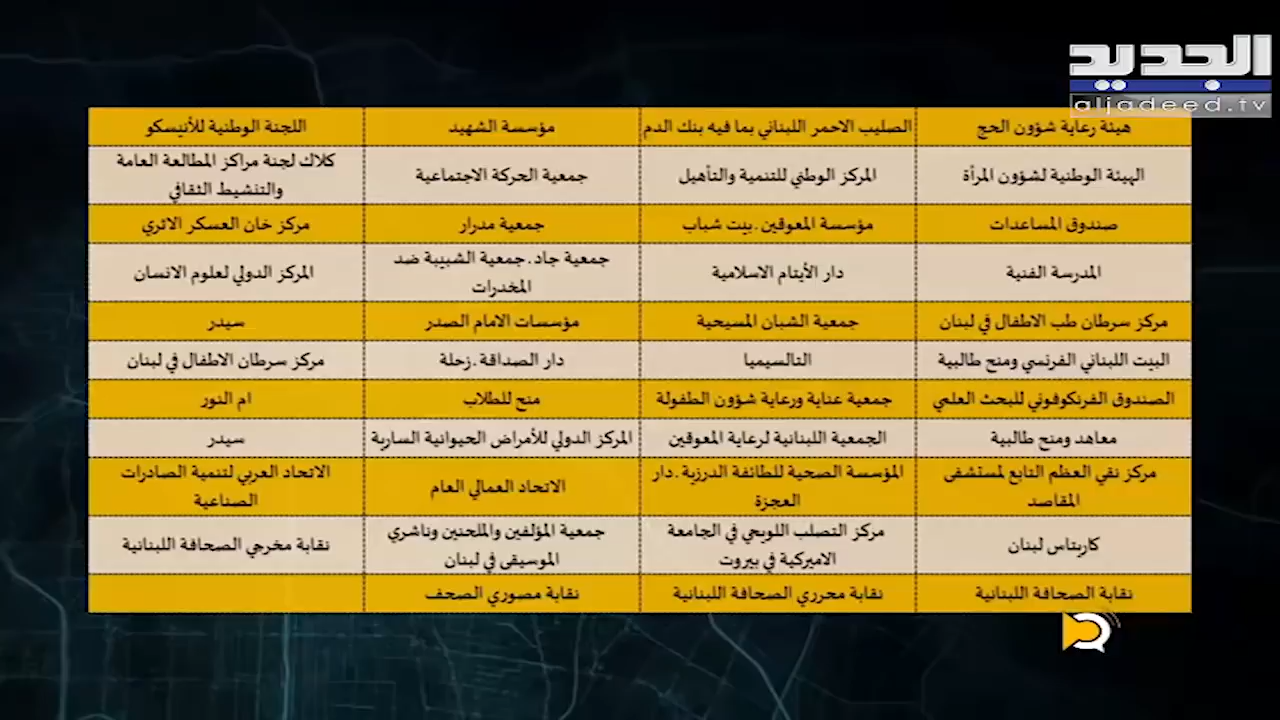 الجديد
aljadeed.tv
هيئة رعاية شؤون الحج
الصليب الاحمر اللبناني بما فيه بنك الدم
مؤسسة الشهيد
اللجنة الوطنية للأنيسكو
الهيئة الوطنية لشؤون المرأة
المركز الوطني للتنمية والتأهيل
جمعية الحركة الاجتماعية
كلاك لجنة مراكز المطالعة العامة
والتنشيط الثقافي
صندوق المساعدات
مؤسسة المعوقين.بيت شباب
جمعية مدرار
مركز خان العسكر الاثري
المدرسة الفنية
دار الأيتام الاسلامية
جمعية جاد.جمعية الشبيبة ضد
المخدرات
المركز الدولي لعلوم الانسان
مركز سرطان طب الاطفال في لبنان
جمعية الشبان المسيحية
مؤسسات الامام الصدر
سيدر
البيت اللبناني الفرنسي ومنح طالبية
التالسيميا
دار الصداقة.زحلة
مركز سرطان الاطفال في لبنان
الصندوق الفرنكوفوني للبحث العلمي
جمعية عناية ورعاية شؤون الطفولة
منح للطلاب
ام النور
معاهد ومنح طالبية
الجمعية اللبنانية لرعاية المعوقين
المركز الدولي للأمراض الحيوانية السارية
سيدر
مركز نقي العظم التابع لمستشفى
المقاصد
المؤسسة الصحية للطائفة الدرزية.دار
العجزة
الاتحاد العمالي العام
الاتحاد العربي لتنمية الصادرات
الصناعية
كاريتاس لبنان
مركز التصلب اللويحي في الجامعة
الاميركية في بيروت
جمعية المؤلفين والملحنين وناشري
الموسيقى في لبنان
نقابة مخرجي الصحافة اللبنانية
نقابة الصحافة اللبنانية
نقابة محرري الصحافة اللبنانية
نقابة مصوري الصحف